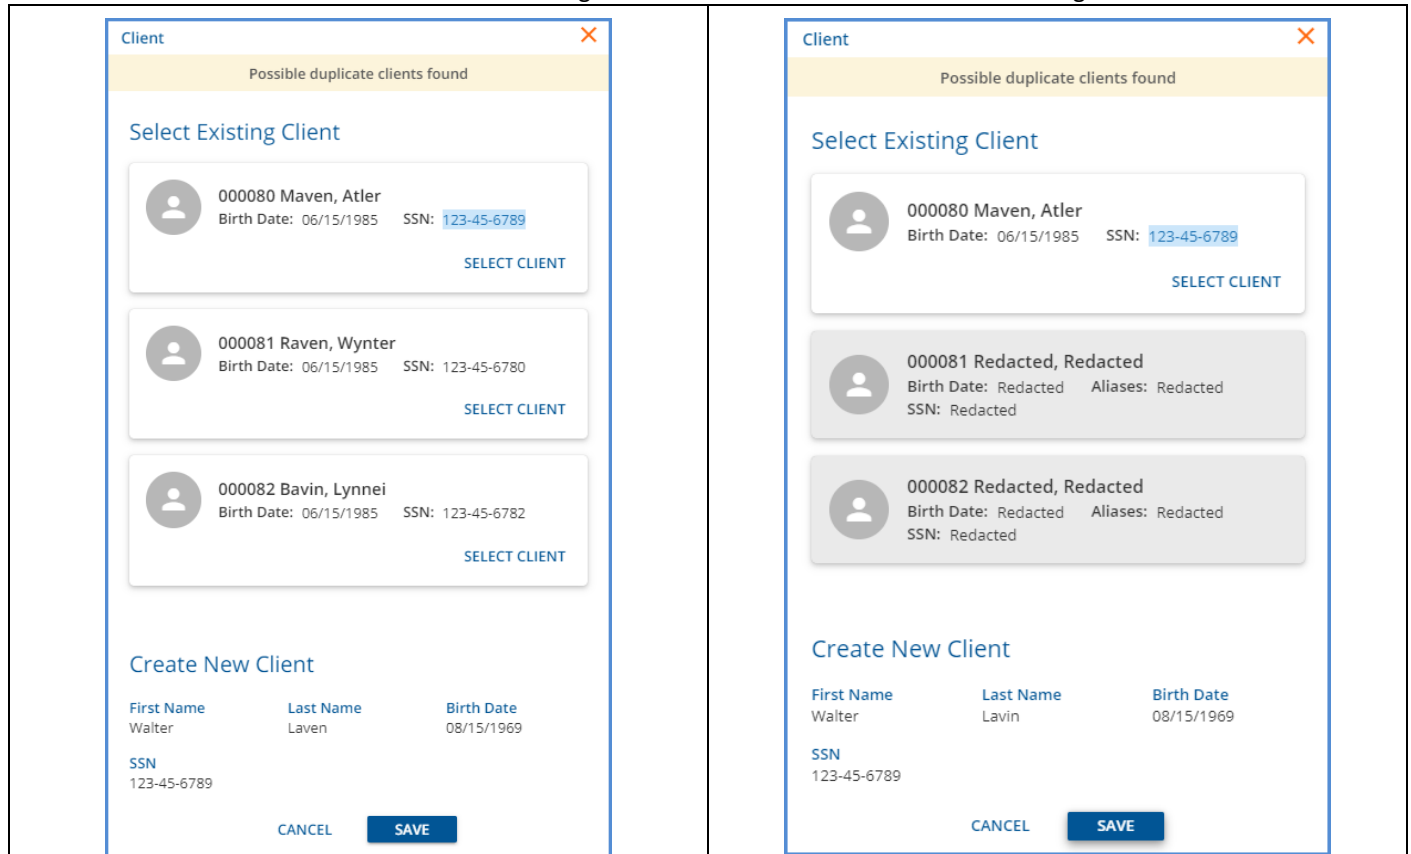 Client
Possible duplicate clients found
Select Existing Client
000080 Maven, Atler
Birth Date: 06/15/1985 SSN: 123-45-6789
SELECT CLIENT
000081 Raven, Wynter
Birth Date: 06/15/1985 SSN: 123-45-6780
SELECT CLIENT
000082 Bavin, Lynnei
Birth Date: 06/15/1985 SSN: 123-45-6782
SELECT CLIENT
Create New Client
First Name Last Name Birth Date
Walter Laven 08/15/1969
SSN
123-45-6789
CANCEL SAVE
Client
Possible duplicate clients found
Select Existing Client
000080 Maven, Atler
Birth Date: 06/15/1985 SSN: 123-45-6789
SELECT CLIENT
000081 Redacted, Redacted
Birth Date: Redacted Aliases: Redacted
SSN: Redacted
000082 Redacted, Redacted
Birth Date: Redacted Aliases: Redacted
SSN: Redacted
Create New Client
First Name Last Name Birth Date
Walter Lavin 08/15/1969
SSN
123-45-6789
CANCEL SAVE